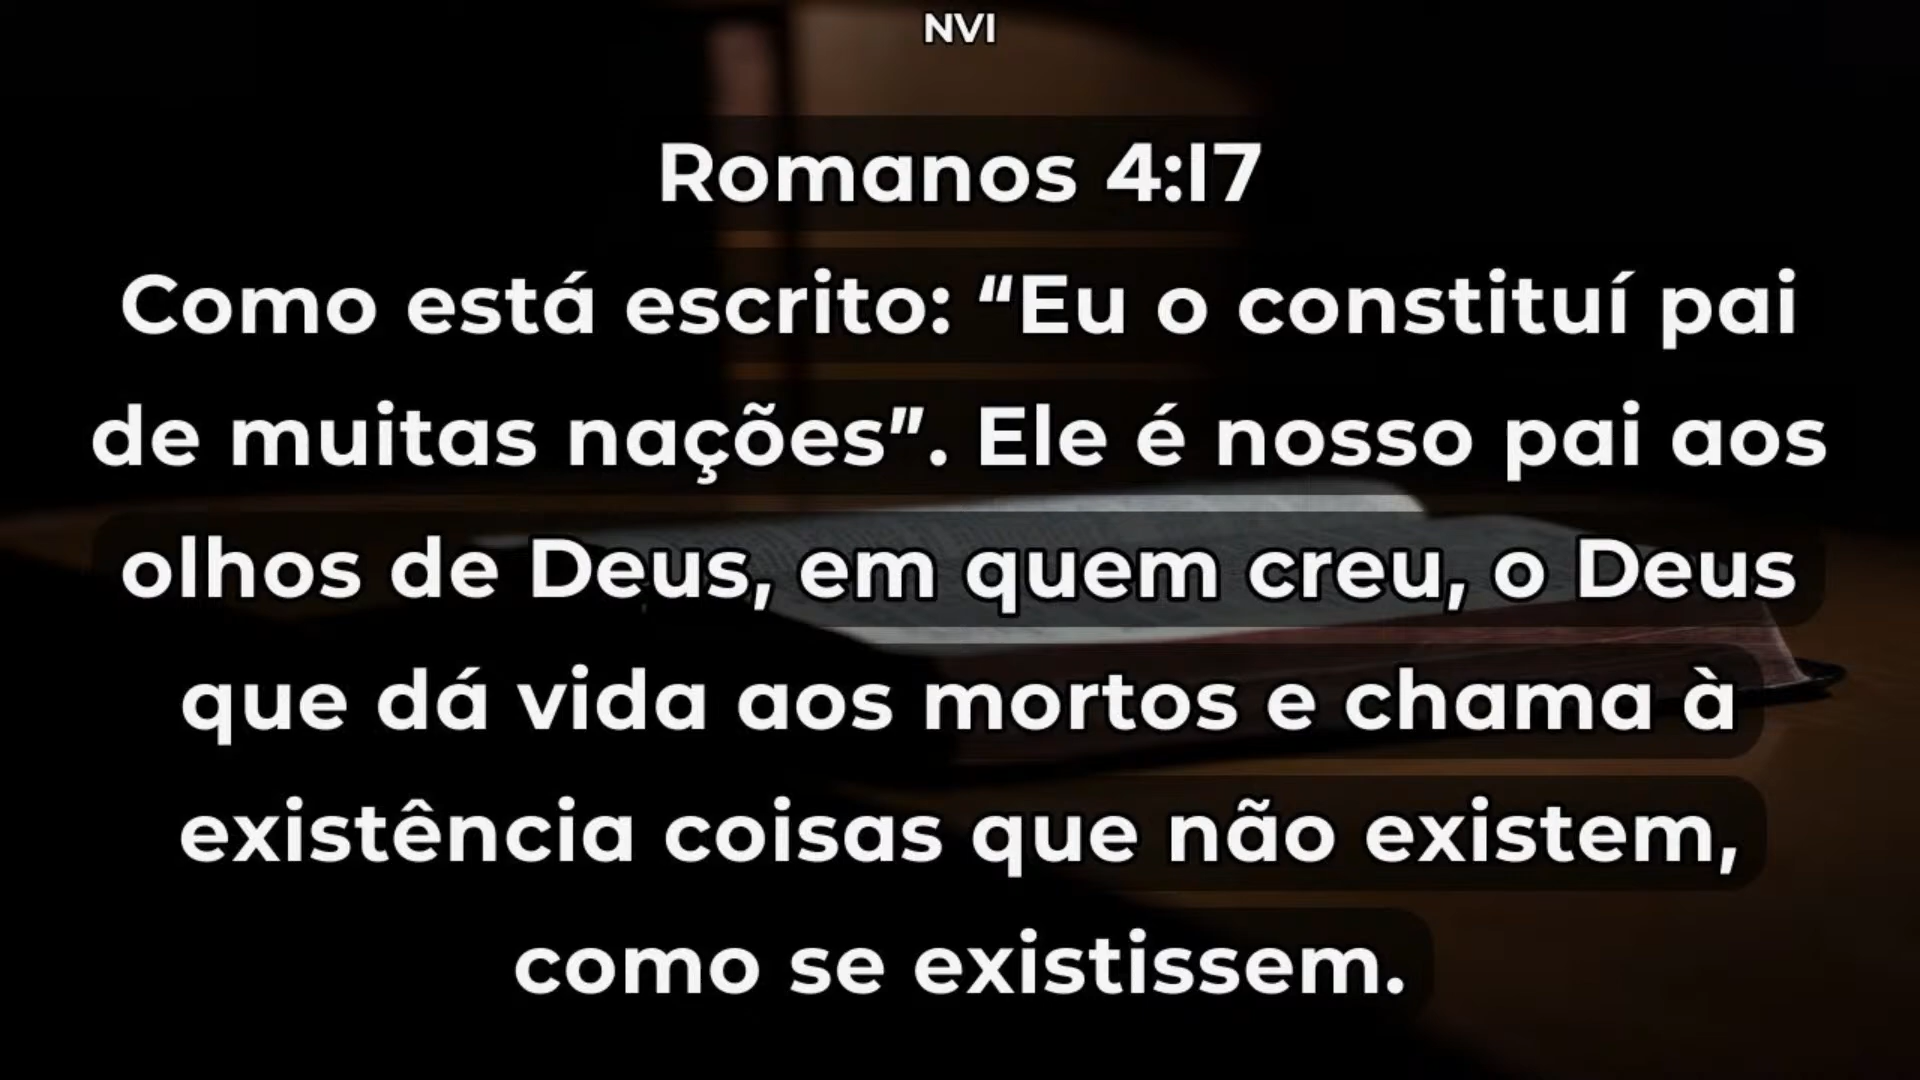 NVI
Romanos 4:17
Como está escrito: “Eu o constituí pai
de muitas nações”. Ele é nosso pai aos
olhos de Deus, em quem creu, o Deus
que dá vida aos mortos e chama à
existência coisas que não existem,
como se existissem.